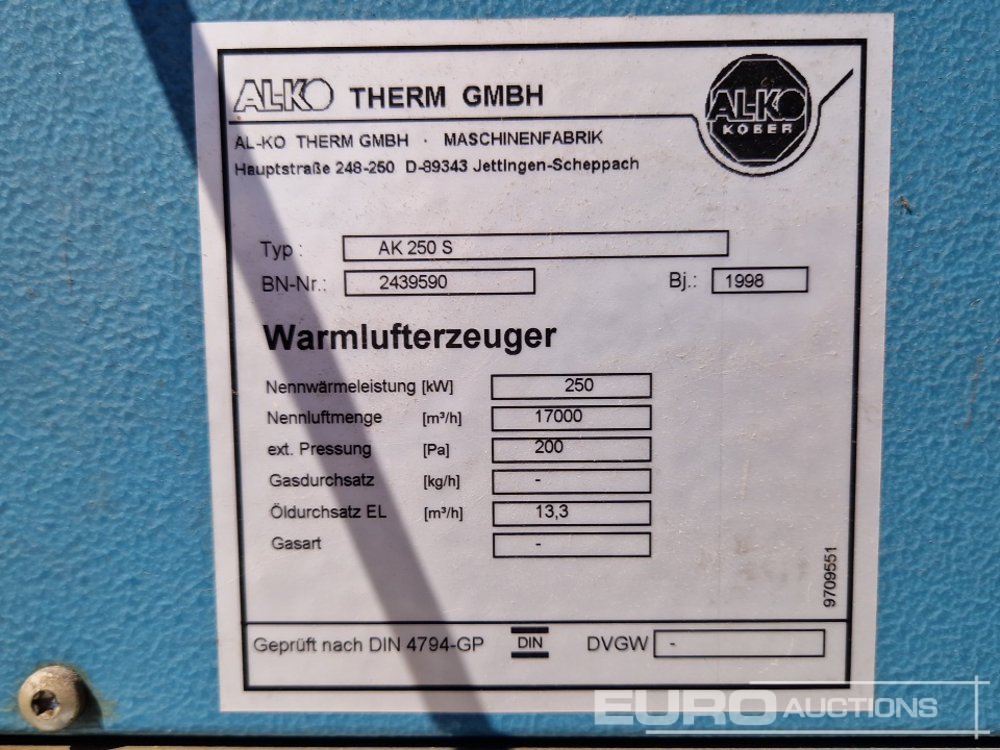 AL-KO THERM GMBH
AL-KO KOBER
AL-KO THERM GMBH · MASCHINENFABRIK
Hauptstraße 248-250 D-89343 Jettingen-Scheppach
Typ : AK 250 S
BN-Nr.: 2439590 Bj.: 1998
Warmlufterzeuger
Nennwärmeleistung [kW] 250
Nennluftmenge [m³/h] 17000
ext. Pressung [Pa] 200
Gasdurchsatz [kg/h] -
Öldurchsatz EL [m³/h] 13,3
Gasart -
9709551
Geprüft nach DIN 4794-GP DIN DVGW -
EURO AUCTIONS